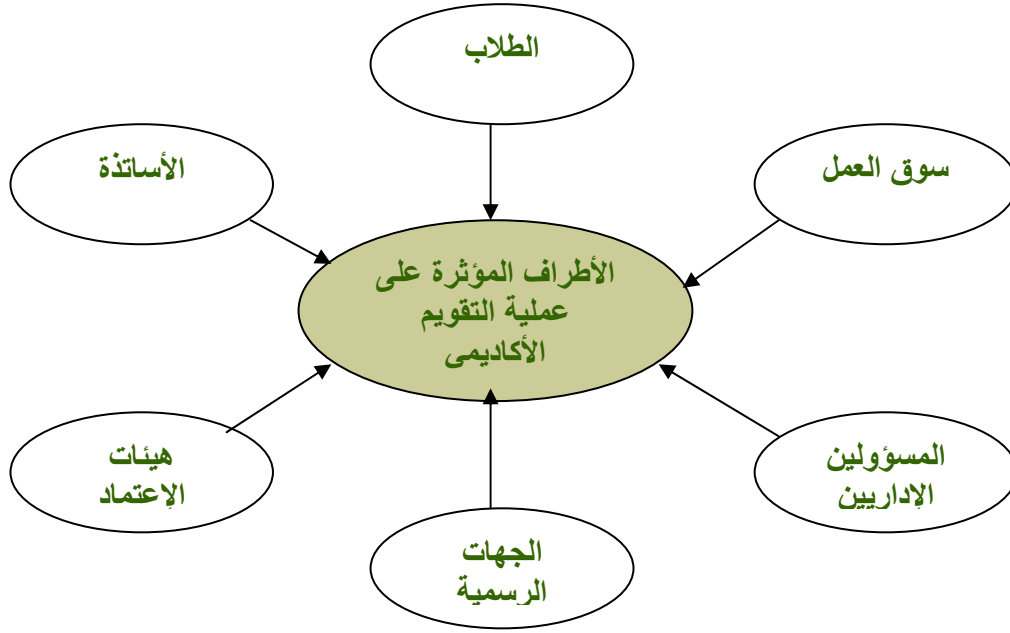 الطلاب
سوق العمل
الأساتذة
الأطراف المؤثرة على
عملية التقويم
الأكاديمى
المسؤولين
الإداريين
هيئات
الإعتماد
الجهات
الرسمية